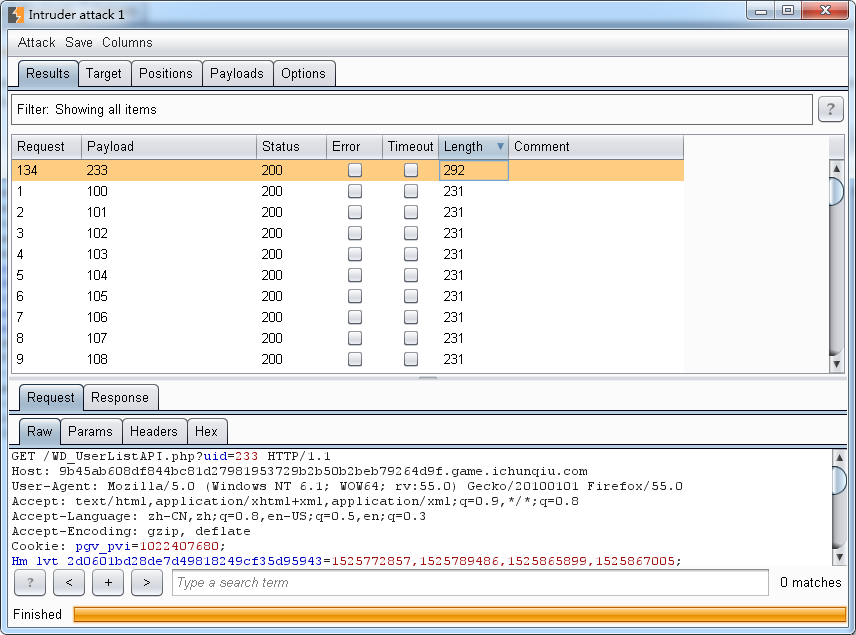 Intruder attack 1
Attack Save Columns
Results Target Positions Payloads Options
Filter: Showing all items ?
Request Payload Status Error Timeout Length Comment
134 233 200 292
1 100 200 231
2 101 200 231
3 102 200 231
4 103 200 231
5 104 200 231
6 105 200 231
7 106 200 231
8 107 200 231
9 108 200 231
Request Response
Raw Params Headers Hex
GET /WD_UserListAPI.php?uid=233 HTTP/1.1
Host: 9b45ab608df844bc81d27981953729b2b50b2beb79264d9f.game.ichunqiu.com
User-Agent: Mozilla/5.0 (Windows NT 6.1; WOW64; rv:55.0) Gecko/20100101 Firefox/55.0
Accept: text/html,application/xhtml+xml,application/xml;q=0.9,*/*;q=0.8
Accept-Language: zh-CN,zh;q=0.8,en-US;q=0.5,en;q=0.3
Accept-Encoding: gzip, deflate
Cookie: pgv_pvi=1022407680;
Hm_lvt_2d0601bd28de7d49818249cf35d95943=1525772857,1525789486,1525865899,1525867005;
? < + > Type a search term 0 matches
Finished